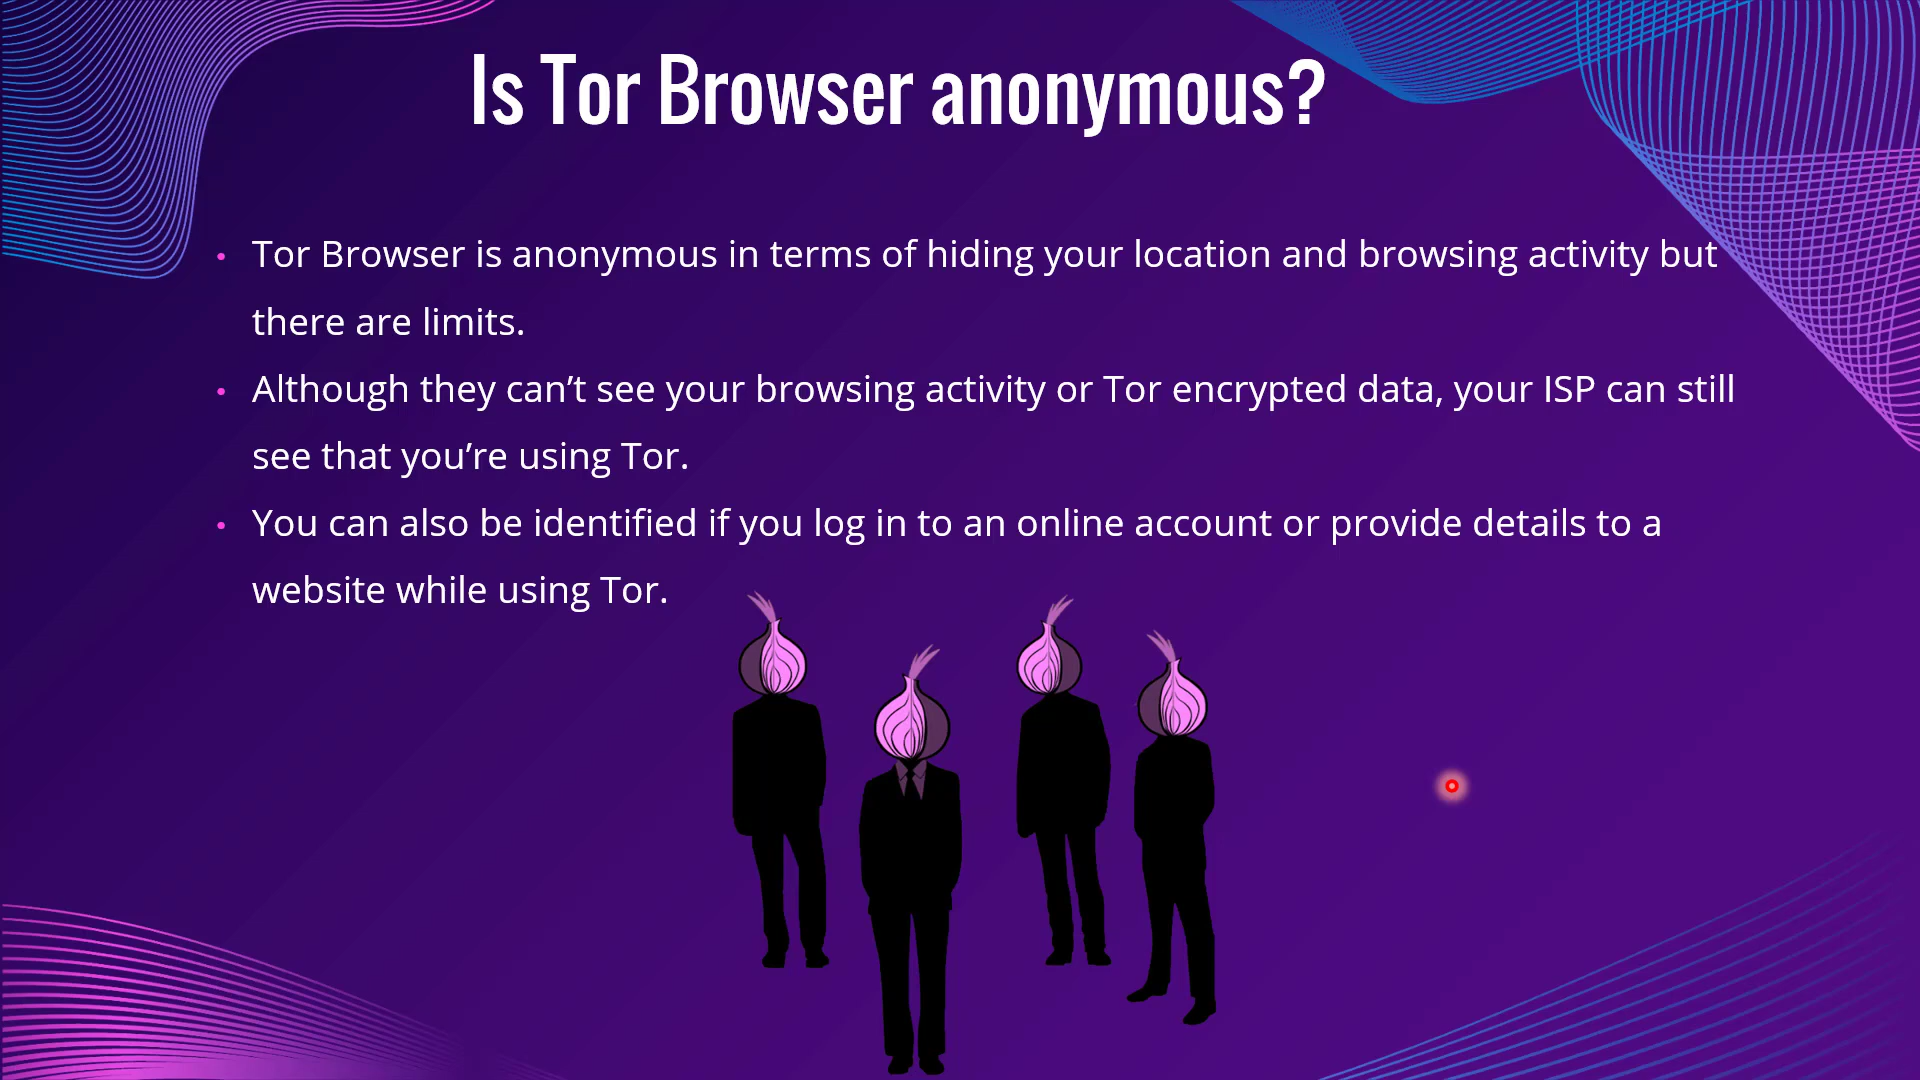 Is Tor Browser anonymous?
• Tor Browser is anonymous in terms of hiding your location and browsing activity but
there are limits.
• Although they can’t see your browsing activity or Tor encrypted data, your ISP can still
see that you’re using Tor.
• You can also be identified if you log in to an online account or provide details to a
website while using Tor.